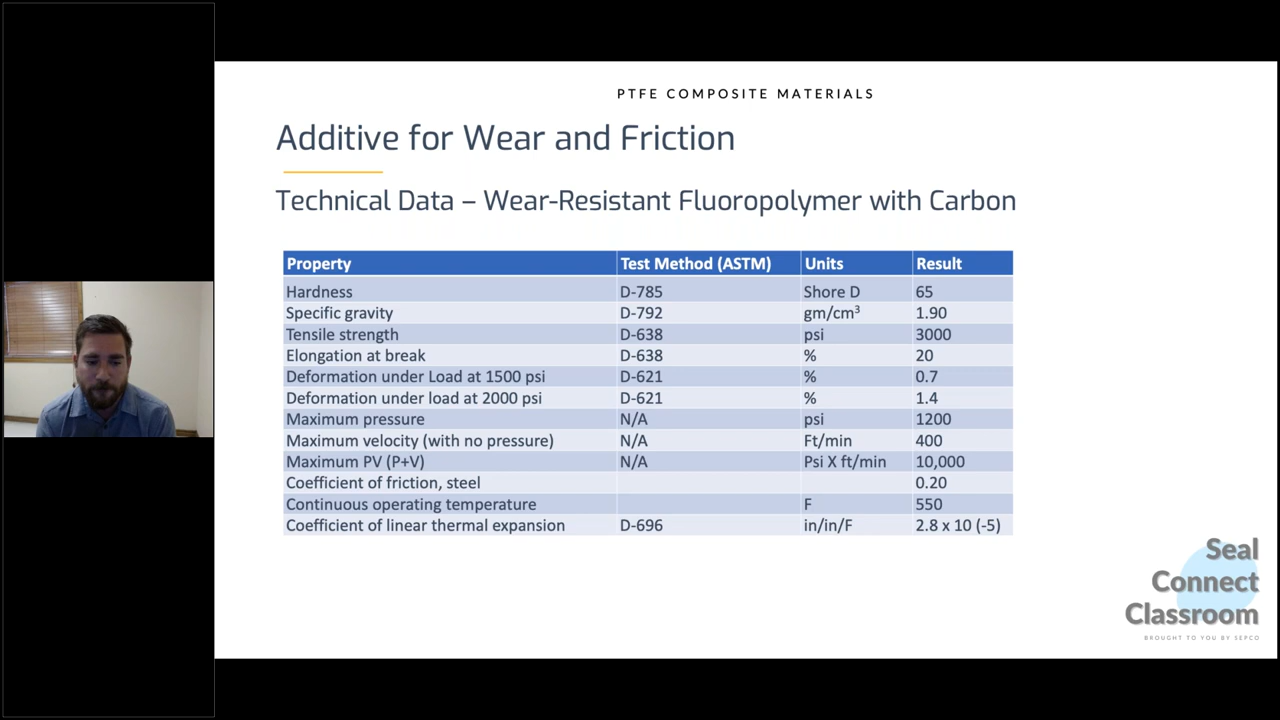 PTFE COMPOSITE MATERIALS
Additive for Wear and Friction
Technical Data – Wear-Resistant Fluoropolymer with Carbon
Property Test Method (ASTM) Units Result
Hardness D-785 Shore D 65
Specific gravity D-792 gm/cm³ 1.90
Tensile strength D-638 psi 3000
Elongation at break D-638 % 20
Deformation under Load at 1500 psi D-621 % 0.7
Deformation under load at 2000 psi D-621 % 1.4
Maximum pressure N/A psi 1200
Maximum velocity (with no pressure) N/A Ft/min 400
Maximum PV (P+V) N/A Psi X ft/min 10,000
Coefficient of friction, steel 0.20
Continuous operating temperature F 550
Coefficient of linear thermal expansion D-696 in/in/F 2.8 x 10 (-5)
Seal
Connect
Classroom
BROUGHT TO YOU BY SEPCO